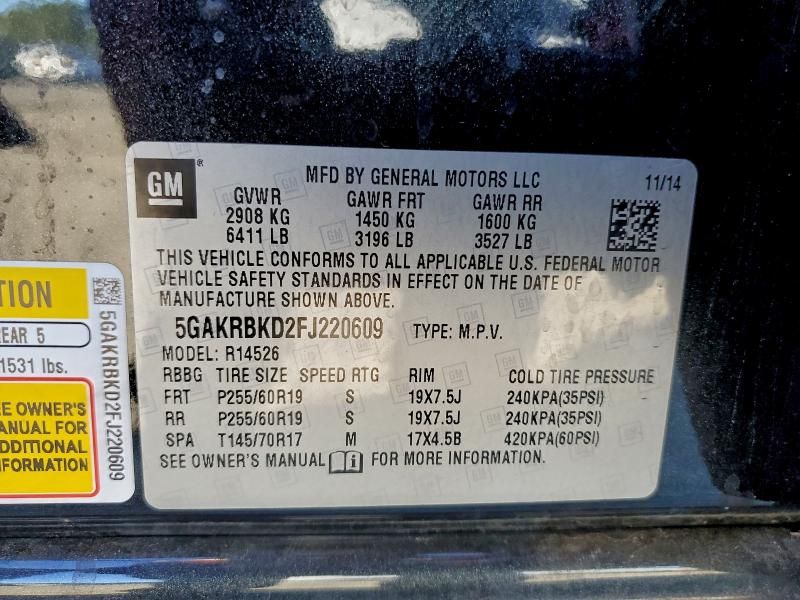 GM
MFD BY GENERAL MOTORS LLC
11/14
GVWR GAWR FRT GAWR RR
2908 KG 1450 KG 1600 KG
6411 LB 3196 LB 3527 LB
THIS VEHICLE CONFORMS TO ALL APPLICABLE U.S. FEDERAL MOTOR
VEHICLE SAFETY STANDARDS IN EFFECT ON THE DATE OF
MANUFACTURE SHOWN ABOVE.
5GAKRBKD2FJ220609 TYPE: M.P.V.
MODEL: R14526
RBBG TIRE SIZE SPEED RTG RIM COLD TIRE PRESSURE
FRT P255/60R19 S 19X7.5J 240KPA(35PSI)
RR P255/60R19 S 19X7.5J 240KPA(35PSI)
SPA T145/70R17 M 17X4.5B 420KPA(60PSI)
SEE OWNER'S MANUAL FOR MORE INFORMATION.
TION
EAR 5
1531 lbs.
EE OWNER'S
MANUAL FOR
ADDITIONAL
NFORMATION
5GAKRBKD2FJ220609